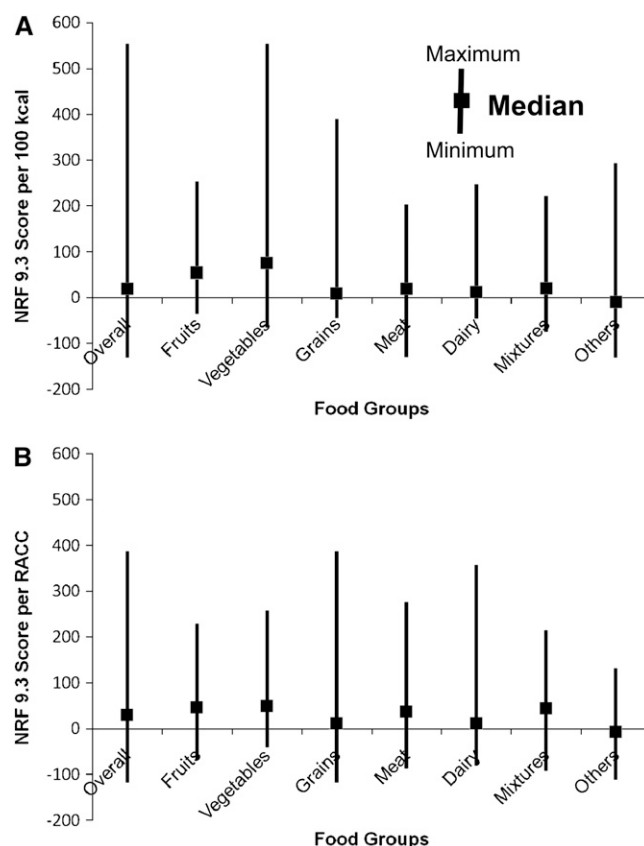 A
600
500
400
300
200
100
0
-100
-200
NRF 9.3 Score per 100 kcal
Maximum
Median
Minimum
Overall
Fruits
Vegetables
Grains
Meat
Dairy
Mixtures
Others
Food Groups
B
600
500
400
300
200
100
0
-100
-200
NRF 9.3 Score per RACC
Overall
Fruits
Vegetables
Grains
Meat
Dairy
Mixtures
Others
Food Groups